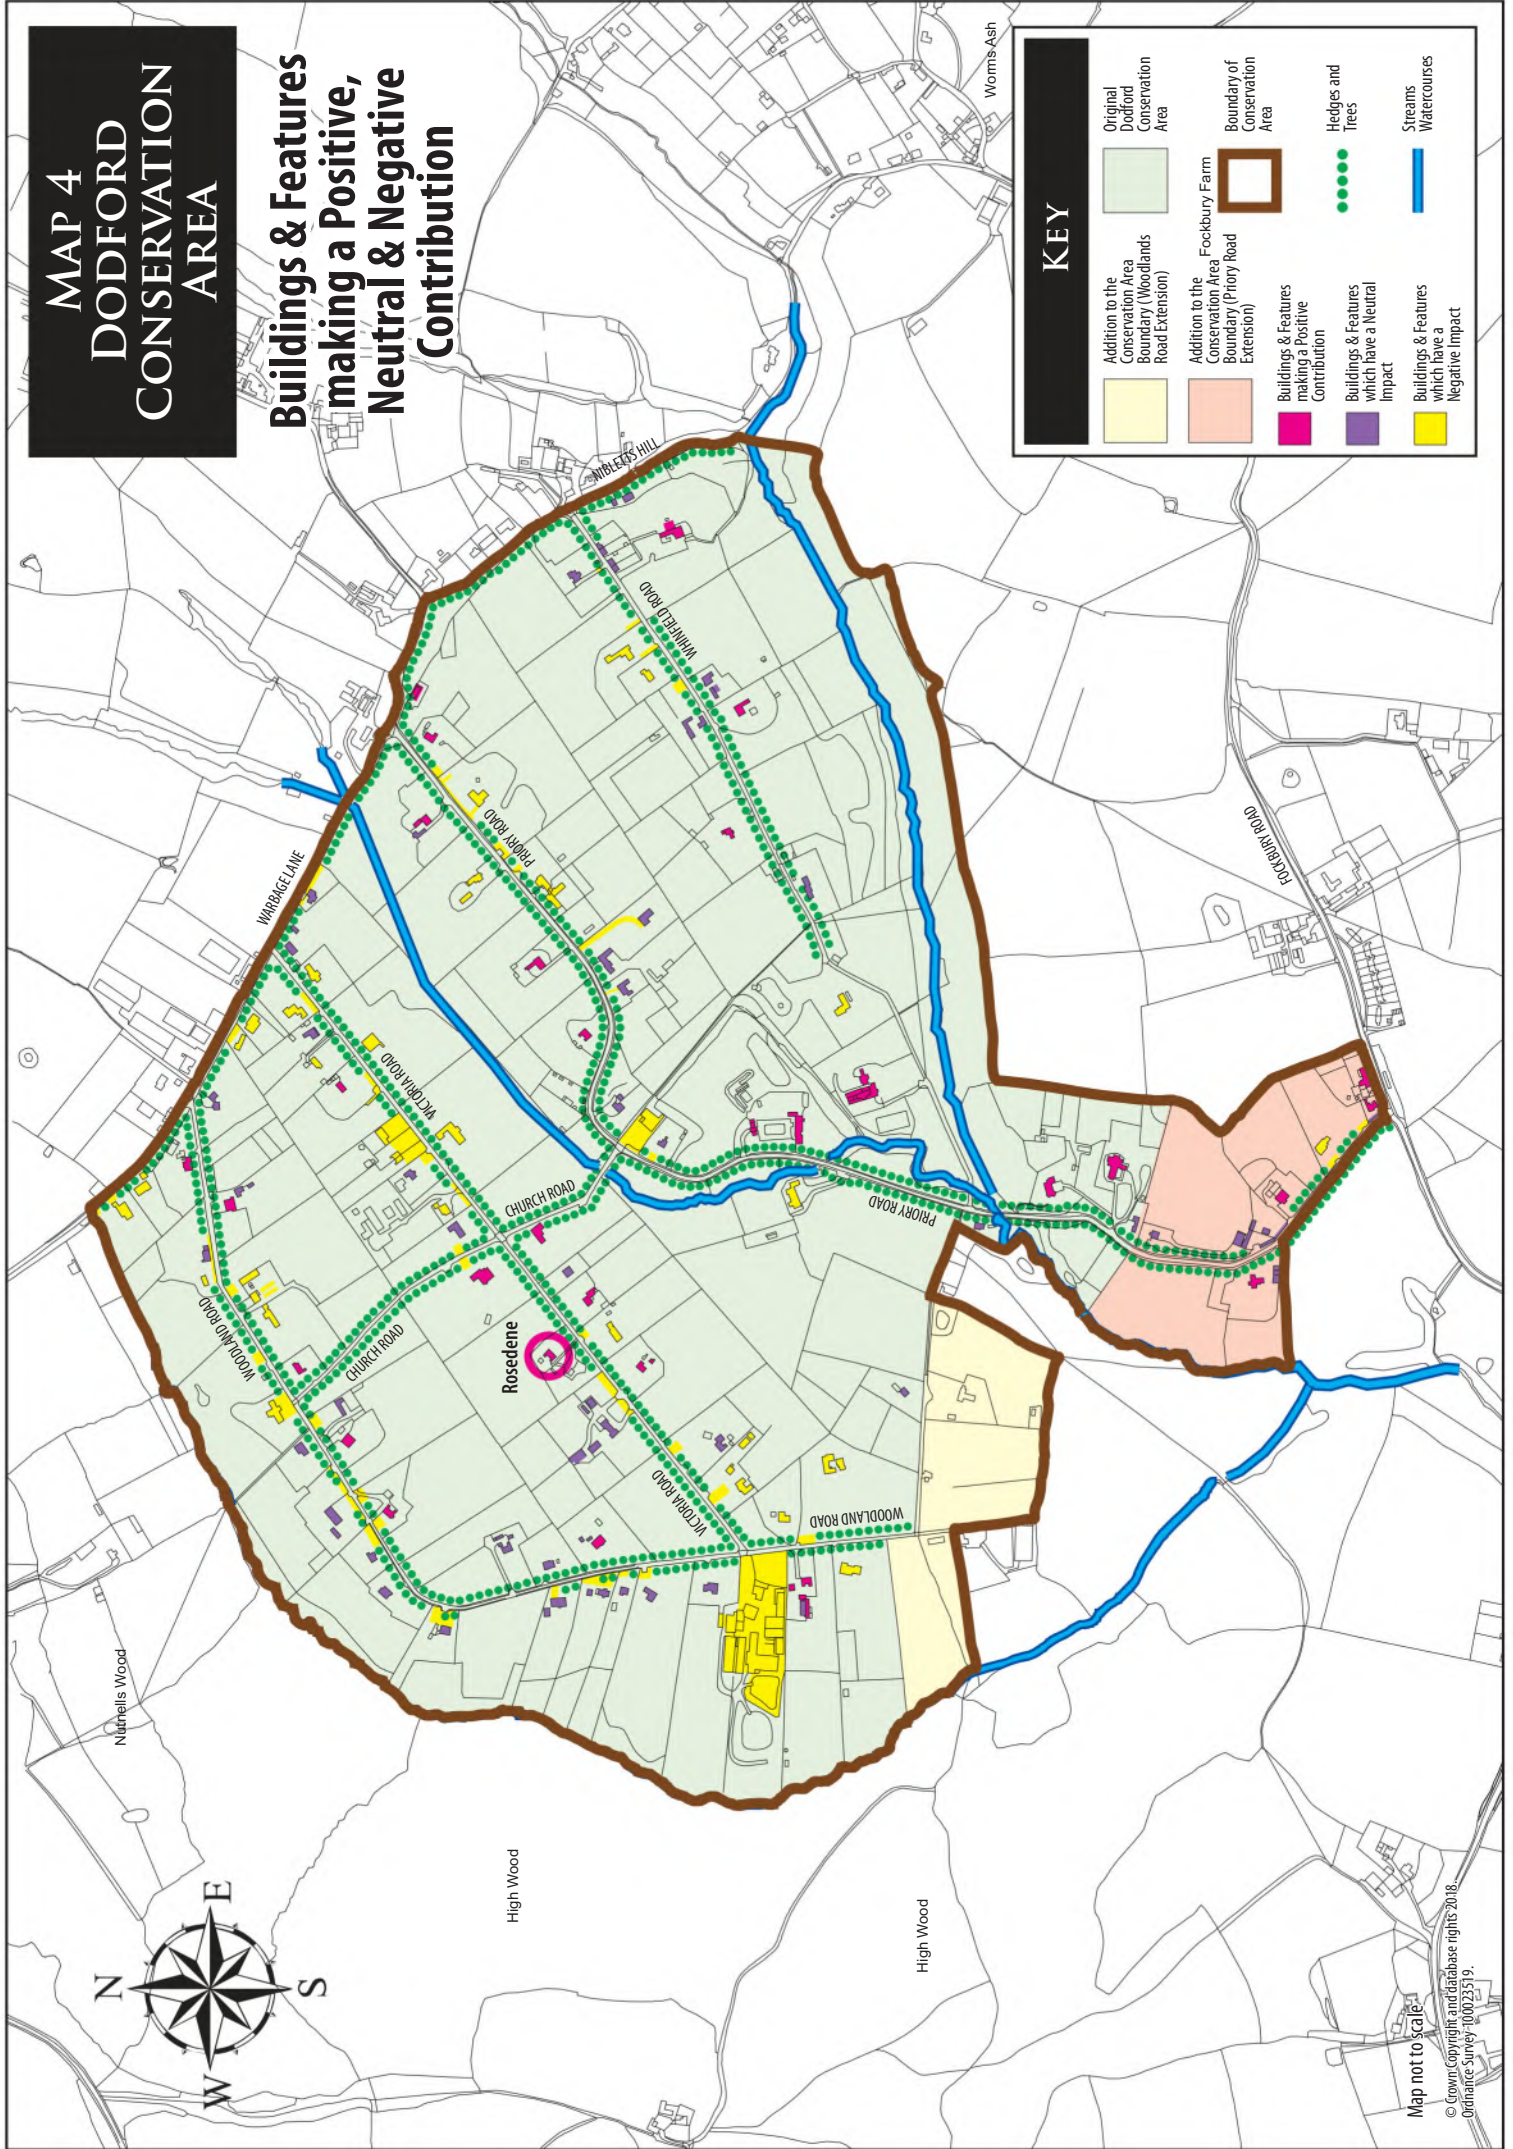 MAP 4
DODFORD
CONSERVATION
AREA
Buildings & Features
making a Positive,
Neutral & Negative
Contribution
N
E
S
W
Nutnells Wood
High Wood
High Wood
Worms Ash
WARBAGE LANE
NIBLETTS HILL
WHINFIELD ROAD
PRIORY ROAD
VICTORIA ROAD
CHURCH ROAD
WOODLAND ROAD
CHURCH ROAD
Rosedene
VICTORIA ROAD
WOODLAND ROAD
PRIORY ROAD
FOCKBURY ROAD
Fockbury Farm
KEY
Addition to the
Conservation Area
Boundary (Woodlands
Road Extension)
Addition to the
Conservation Area
Boundary (Priory Road
Extension)
Buildings & Features
making a Positive
Contribution
Buildings & Features
which have a Neutral
Impact
Buildings & Features
which have a
Negative Impact
Original
Dodford
Conservation
Area
Boundary of
Conservation
Area
Hedges and
Trees
Streams
Watercourses
Map not to scale
© Crown Copyright and database rights 2018.
Ordnance Survey 100023519.